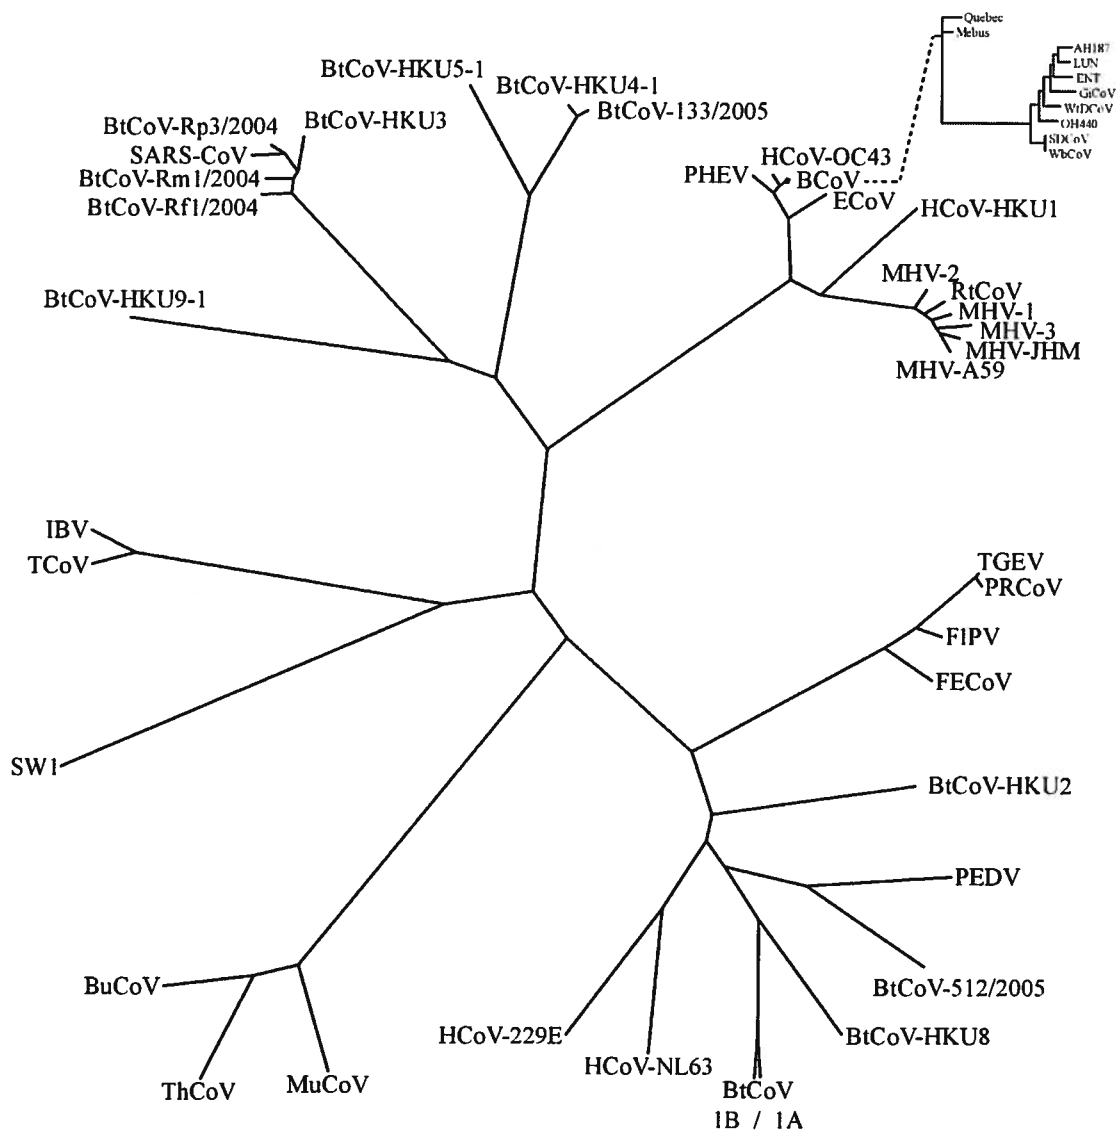 Quebec
Mebus
AH187
LUN
ENT
GiCoV
WtDCoV
OH440
SDCoV
WbCoV
BtCoV-HKU5-1
BtCoV-HKU4-1
BtCoV-133/2005
BtCoV-Rp3/2004
BtCoV-HKU3
SARS-CoV
BtCoV-Rm1/2004
BtCoV-Rf1/2004
HCoV-OC43
PHEV
BCoV
ECoV
HCoV-HKU1
BtCoV-HKU9-1
MHV-2
RtCoV
MHV-1
MHV-3
MHV-JHM
MHV-A59
IBV
TCoV
TGEV
PRCoV
FIPV
FECoV
SW1
BtCoV-HKU2
PEDV
BuCoV
BtCoV-512/2005
HCoV-229E
BtCoV-HKU8
HCoV-NL63
ThCoV
MuCoV
BtCoV
1B / 1A